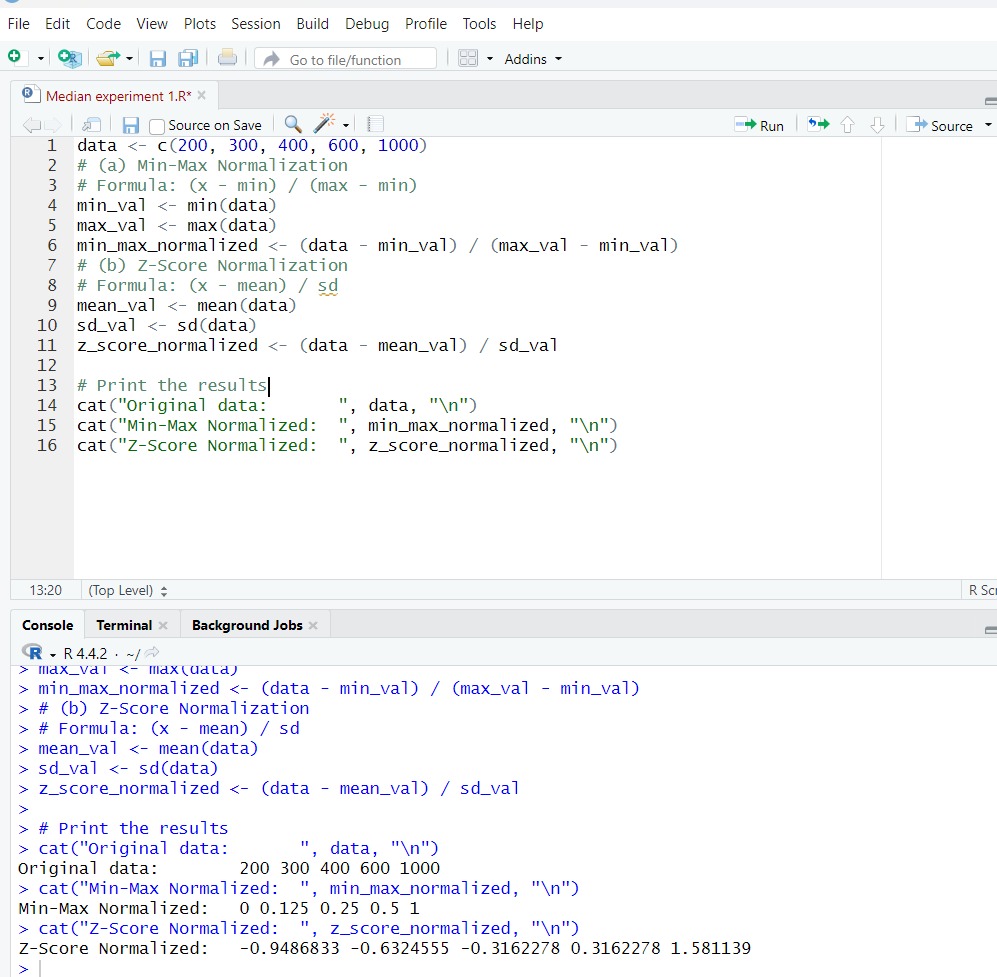 File Edit Code View Plots Session Build Debug Profile Tools Help
Go to file/function Addins
Median experiment 1.R*
Source on Save Run Source
1 data <- c(200, 300, 400, 600, 1000)
2 # (a) Min-Max Normalization
3 # Formula: (x - min) / (max - min)
4 min_val <- min(data)
5 max_val <- max(data)
6 min_max_normalized <- (data - min_val) / (max_val - min_val)
7 # (b) Z-Score Normalization
8 # Formula: (x - mean) / sd
9 mean_val <- mean(data)
10 sd_val <- sd(data)
11 z_score_normalized <- (data - mean_val) / sd_val
12
13 # Print the results
14 cat("Original data:       ", data, "\n")
15 cat("Min-Max Normalized:  ", min_max_normalized, "\n")
16 cat("Z-Score Normalized:  ", z_score_normalized, "\n")
13:20 (Top Level) R Scr
Console Terminal Background Jobs
R R 4.4.2 · ~/
> max_val <- max(data)
> min_max_normalized <- (data - min_val) / (max_val - min_val)
> # (b) Z-Score Normalization
> # Formula: (x - mean) / sd
> mean_val <- mean(data)
> sd_val <- sd(data)
> z_score_normalized <- (data - mean_val) / sd_val
>
> # Print the results
> cat("Original data:       ", data, "\n")
Original data:        200 300 400 600 1000
> cat("Min-Max Normalized:  ", min_max_normalized, "\n")
Min-Max Normalized:   0 0.125 0.25 0.5 1
> cat("Z-Score Normalized:  ", z_score_normalized, "\n")
Z-Score Normalized:   -0.9486833 -0.6324555 -0.3162278 0.3162278 1.581139
>